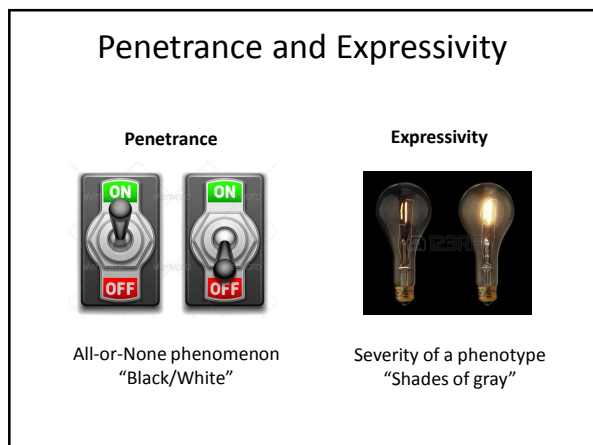 Penetrance and Expressivity
Penetrance
Expressivity
ON
ON
OFF
OFF
123RF
All-or-None phenomenon
"Black/White"
Severity of a phenotype
"Shades of gray"